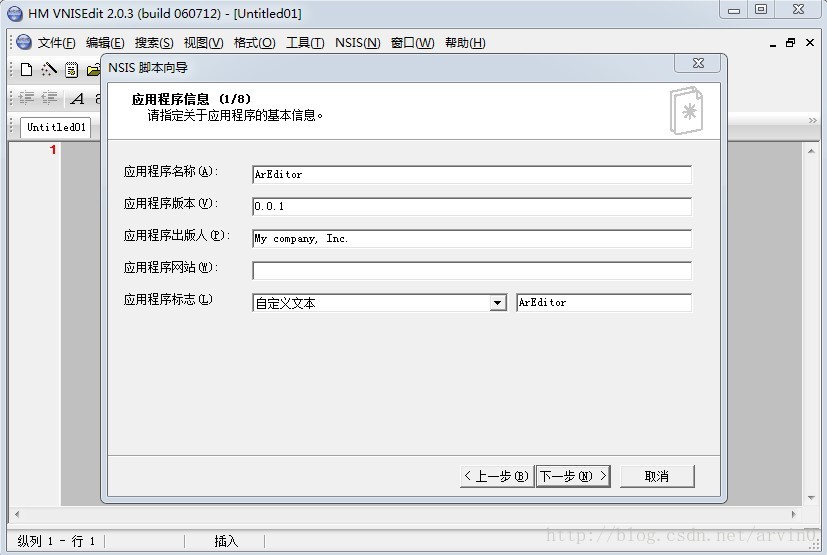 HM VNISEdit 2.0.3 (build 060712) - [Untitled01]
文件(F) 编辑(E) 搜索(S) 视图(V) 格式(O) 工具(T) NSIS(N) 窗口(W) 帮助(H)
NSIS 脚本向导
应用程序信息 (1/8)
请指定关于应用程序的基本信息。
Untitled01
1
应用程序名称(A): ArEditor
应用程序版本(V): 0.0.1
应用程序出版人(P): My company, Inc.
应用程序网站(W):
应用程序标志(L) 自定义文本 ArEditor
< 上一步(B) 下一步(N) > 取消
纵列 1 - 行 1 插入
http://blog.csdn.net/arvin0